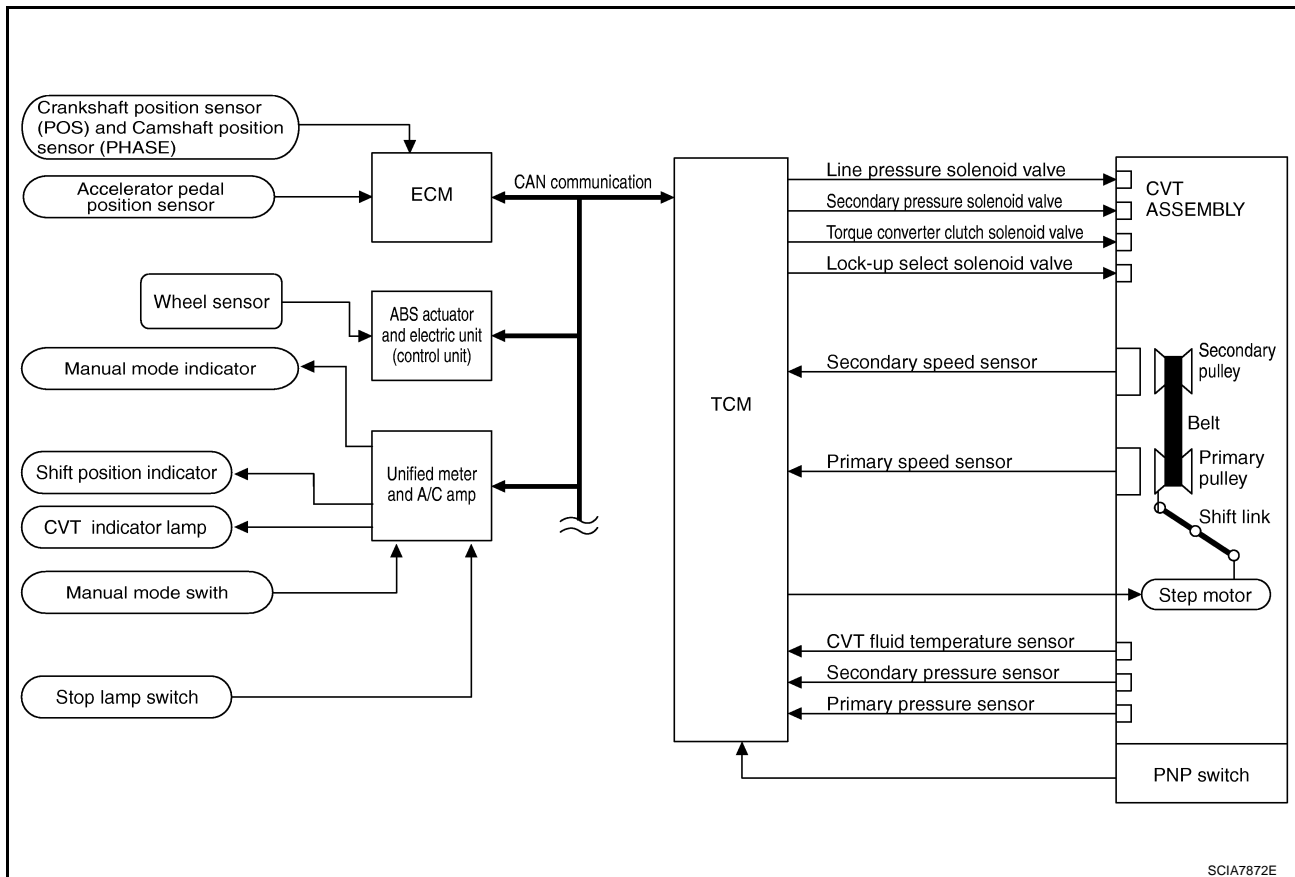 Crankshaft position sensor
(POS) and Camshaft position
sensor (PHASE)
Accelerator pedal
position sensor
ECM
CAN communication
Wheel sensor
ABS actuator
and electric unit
(control unit)
Manual mode indicator
Shift position indicator
CVT indicator lamp
Unified meter
and A/C amp
Manual mode swith
Stop lamp switch
TCM
Line pressure solenoid valve
Secondary pressure solenoid valve
Torque converter clutch solenoid valve
Lock-up select solenoid valve
Secondary speed sensor
Primary speed sensor
CVT fluid temperature sensor
Secondary pressure sensor
Primary pressure sensor
CVT
ASSEMBLY
Secondary
pulley
Belt
Primary
pulley
Shift link
Step motor
PNP switch
SCIA7872E